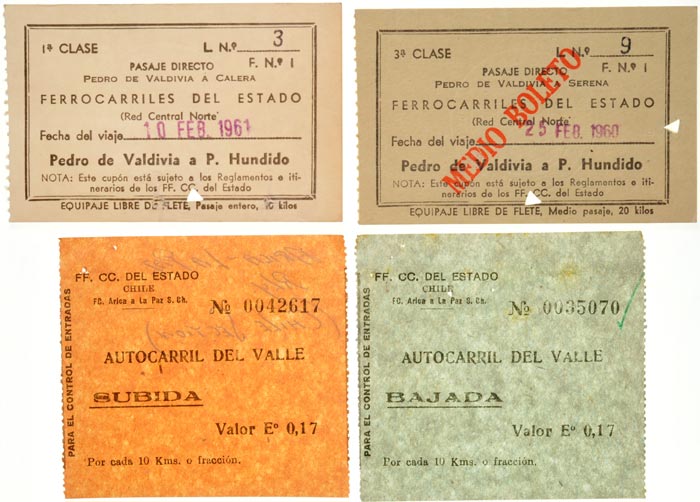 1ª CLASE L N.º 3
PASAJE DIRECTO F. N.º 1
PEDRO DE VALDIVIA A CALERA
FERROCARRILES DEL ESTADO
(Red Central Norte)
Fecha del viaje 10 FEB. 1961
Pedro de Valdivia a P. Hundido
NOTA: Este cupón está sujeto a los Reglamentos e iti-
nerarios de los FF. CC. del Estado
EQUIPAJE LIBRE DE FLETE, Pasaje entero, kilos
3ª CLASE L. N.º 9
PASAJE DIRECTO F. N.º 1
PEDRO DE VALDIVIA A SERENA
FERROCARRILES DEL ESTADO
(Red Central Norte)
Fecha del viaje 25 FEB. 1960
Pedro de Valdivia a P. Hundido
NOTA: Este cupón está sujeto a los Reglamentos e iti-
nerarios de los FF. CC. del Estado
EQUIPAJE LIBRE DE FLETE, Medio pasaje, 20 kilos
MEDIO BOLETO
PARA EL CONTROL DE ENTRADAS
FF. CC. DEL ESTADO
CHILE
FC. Arica a La Paz S. Ch.
Nº 0042617
AUTOCARRIL DEL VALLE
SUBIDA
Valor Eº 0,17
Por cada 10 Kms. o fracción.
PARA EL CONTROL DE ENTRADAS
FF. CC. DEL ESTADO
CHILE
FC. Arica a La Paz S. Ch.
Nº 0035070
AUTOCARRIL DEL VALLE
BAJADA
Valor Eº 0,17
Por cada 10 Kms. o fracción.